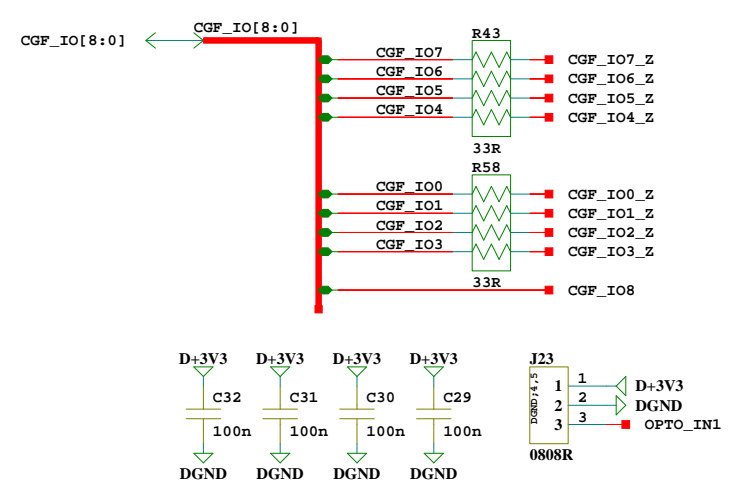 CGF_IO[8:0]
CGF_IO[8:0]
R43
CGF_IO7 CGF_IO7_Z
CGF_IO6 CGF_IO6_Z
CGF_IO5 CGF_IO5_Z
CGF_IO4 CGF_IO4_Z
33R
R58
CGF_IO0 CGF_IO0_Z
CGF_IO1 CGF_IO1_Z
CGF_IO2 CGF_IO2_Z
CGF_IO3 CGF_IO3_Z
33R
CGF_IO8
D+3V3 D+3V3 D+3V3 D+3V3
C32 C31 C30 C29
100n 100n 100n 100n
DGND DGND DGND DGND
J23
DGND;4,5
1 1 D+3V3
2 2 DGND
3 3 OPTO_IN1
0808R